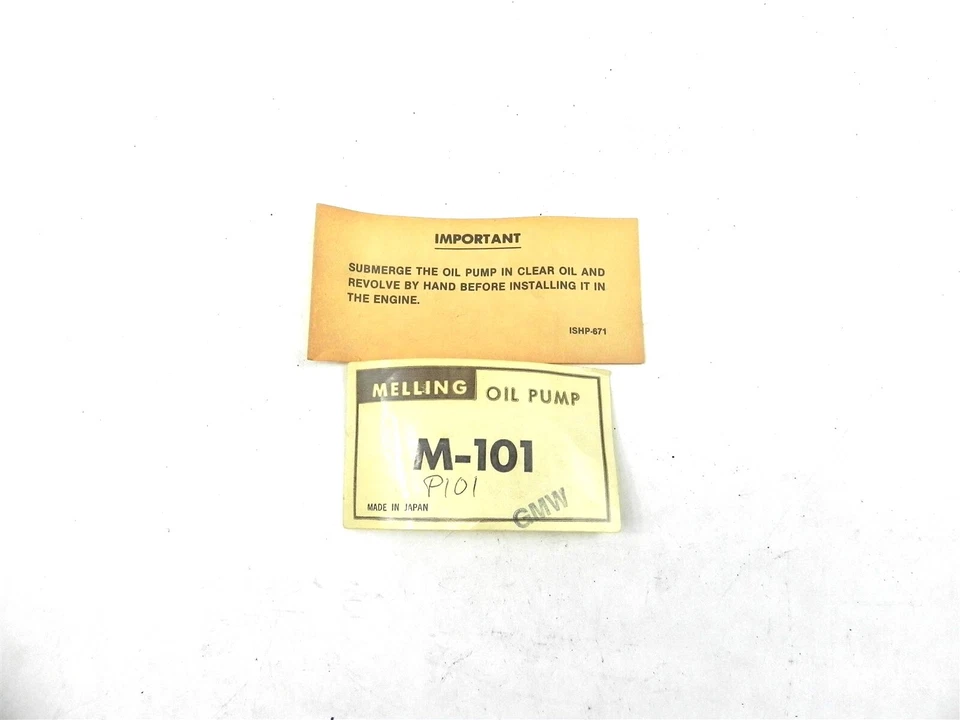 IMPORTANT
SUBMERGE THE OIL PUMP IN CLEAR OIL AND
REVOLVE BY HAND BEFORE INSTALLING IT IN
THE ENGINE.
ISHP-671
MELLING OIL PUMP
M-101
P101
MADE IN JAPAN
GMW